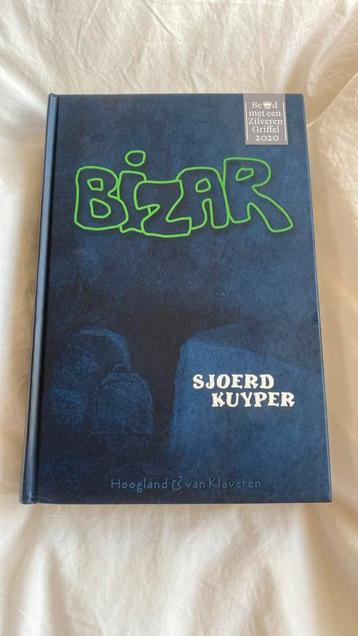 Bekroond
met een
Zilveren
Griffel
2020
BIZAR
SJOERD
KUYPER
Hoogland & van Klaveren